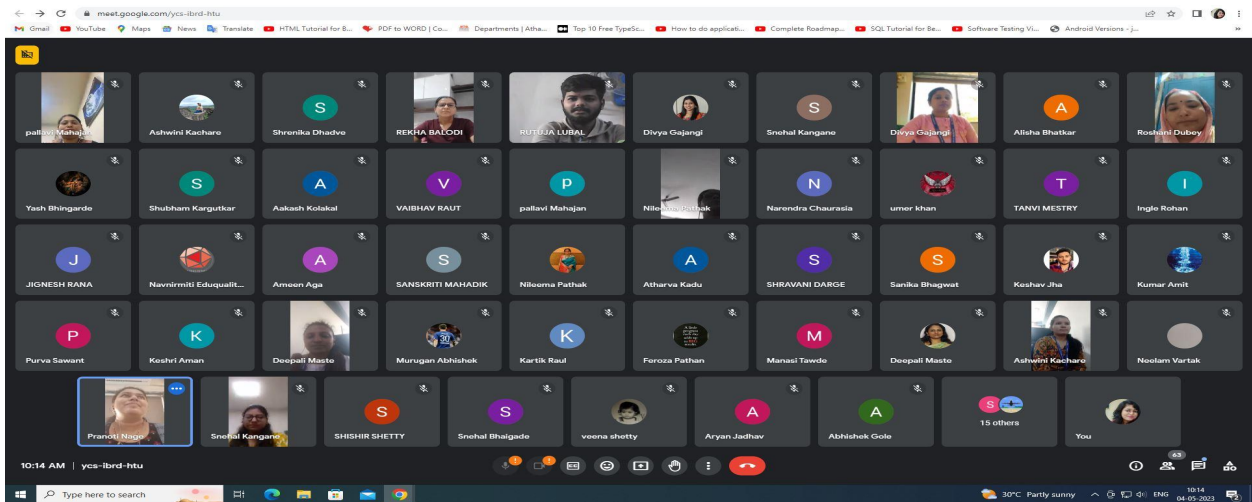 meet.google.com/ycs-ibrd-htu
Gmail YouTube Maps News Translate HTML Tutorial for B... PDF to WORD | Co... Departments | Atha... Top 10 Free TypeSc... How to do applicati... Complete Roadmap... SQL Tutorial for Be... Software Testing Vi... Android Versions - j... »
pallavi Mahajan Ashwini Kachare S Shrenika Dhadve REKHA BALODI RUTUJA LUBAL Divya Gajangi S Snehal Kangane Divya Gajangi A Alisha Bhatkar Roshani Dubey
Yash Bhingarde S Shubham Kargutkar A Aakash Kolakal V VAIBHAV RAUT P pallavi Mahajan Nileema Pathak N Narendra Chaurasia umer khan T TANVI MESTRY I Ingle Rohan
J JIGNESH RANA Navnirmiti Eduqualit... A Ameen Aga S SANSKRITI MAHADIK Nileema Pathak A Atharva Kadu S SHRAVANI DARGE S Sanika Bhagwat Keshav Jha Kumar Amit
P Purva Sawant K Keshri Aman Deepali Maste Murugan Abhishek K Kartik Raul Feroza Pathan M Manasi Tawde Deepali Maste Ashwini Kachare Neelam Vartak
Pranoti Nage Snehal Kangane S SHISHIR SHETTY S Snehal Bhaigade veena shetty A Aryan Jadhav A Abhishek Gole S 15 others You
10:14 AM | ycs-ibrd-htu 63
Type here to search 30°C Partly sunny ENG 10:14
04-05-2023 2